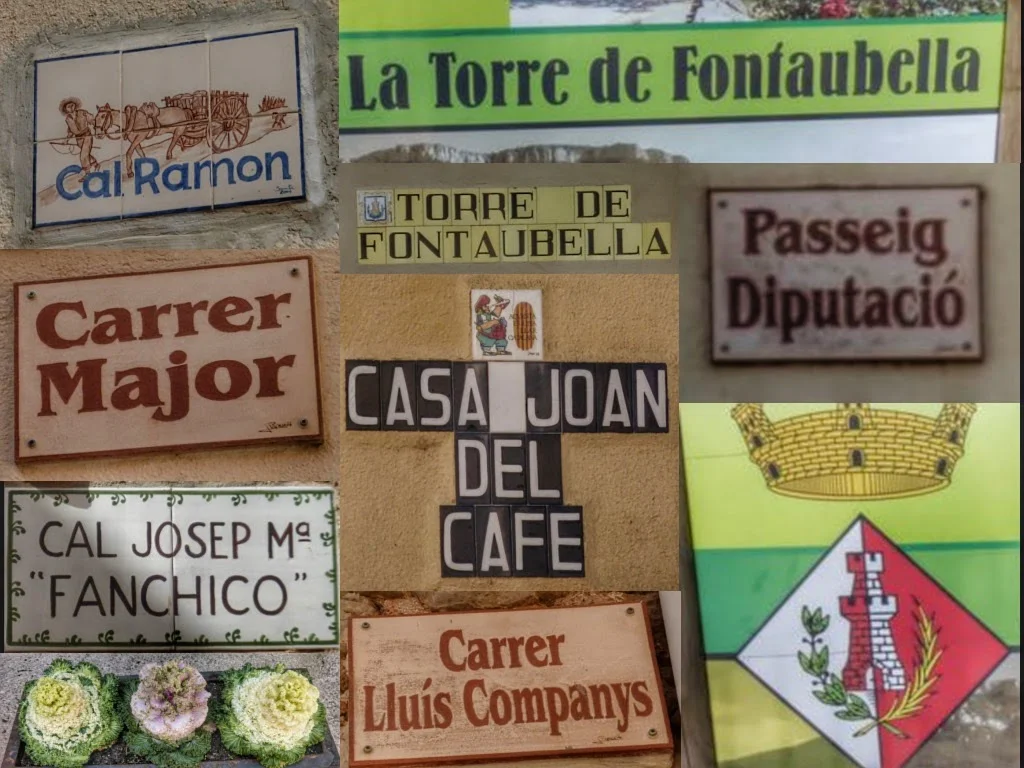 Cal Ramon
La Torre de Fontaubella
TORRE DE
FONTAUBELLA
Passeig
Diputació
Carrer
Major
CASA JOAN
DEL
CAFE
CAL JOSEP Mª
"FANCHICO"
Carrer
Lluís Companys